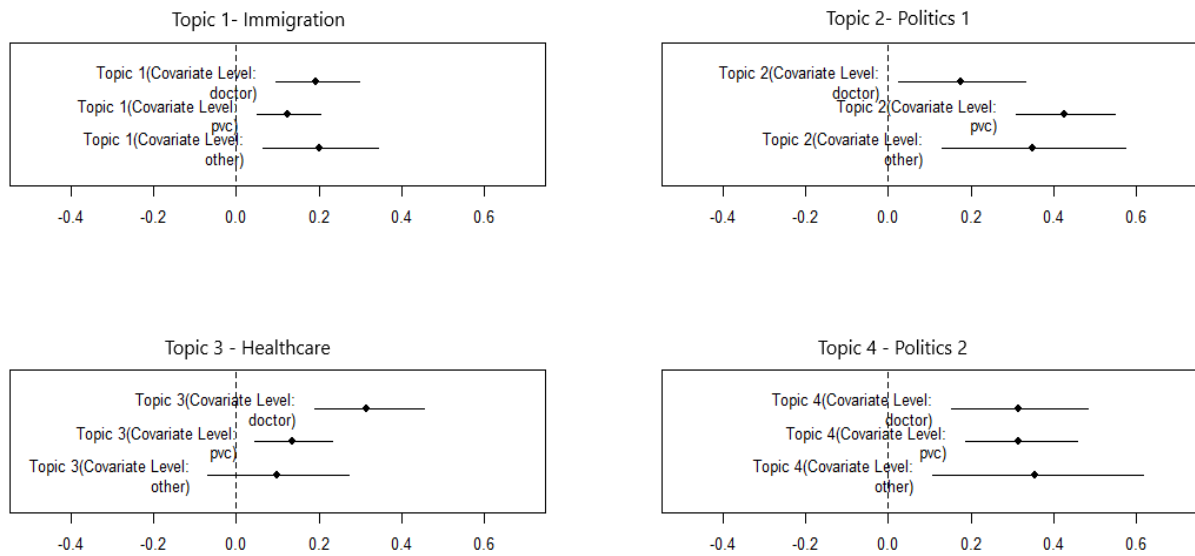 Topic 1- Immigration
Topic 1(Covariate Level:
doctor)
Topic 1(Covariate Level:
pvc)
Topic 1(Covariate Level:
other)
-0.4 -0.2 0.0 0.2 0.4 0.6
Topic 2- Politics 1
Topic 2(Covariate Level:
doctor)
Topic 2(Covariate Level:
pvc)
Topic 2(Covariate Level:
other)
-0.4 -0.2 0.0 0.2 0.4 0.6
Topic 3 - Healthcare
Topic 3(Covariate Level:
doctor)
Topic 3(Covariate Level:
pvc)
Topic 3(Covariate Level:
other)
-0.4 -0.2 0.0 0.2 0.4 0.6
Topic 4 - Politics 2
Topic 4(Covariate Level:
doctor)
Topic 4(Covariate Level:
pvc)
Topic 4(Covariate Level:
other)
-0.4 -0.2 0.0 0.2 0.4 0.6